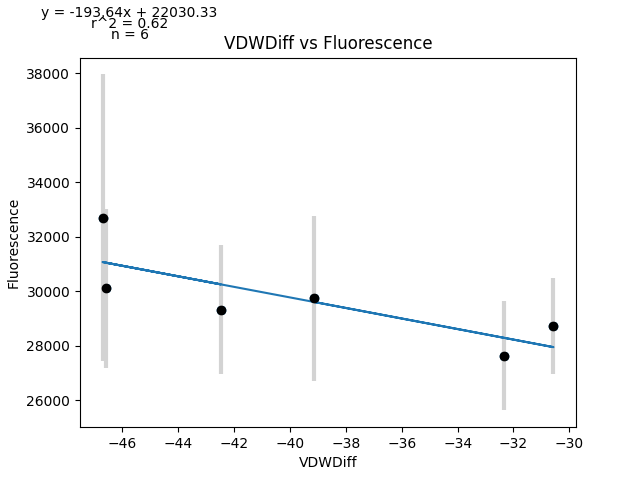 y = -193.64x + 22030.33
r^2 = 0.62
n = 6
VDWDiff vs Fluorescence
38000
36000
34000
32000
30000
28000
26000
Fluorescence
−46
−44
−42
−40
−38
−36
−34
−32
−30
VDWDiff